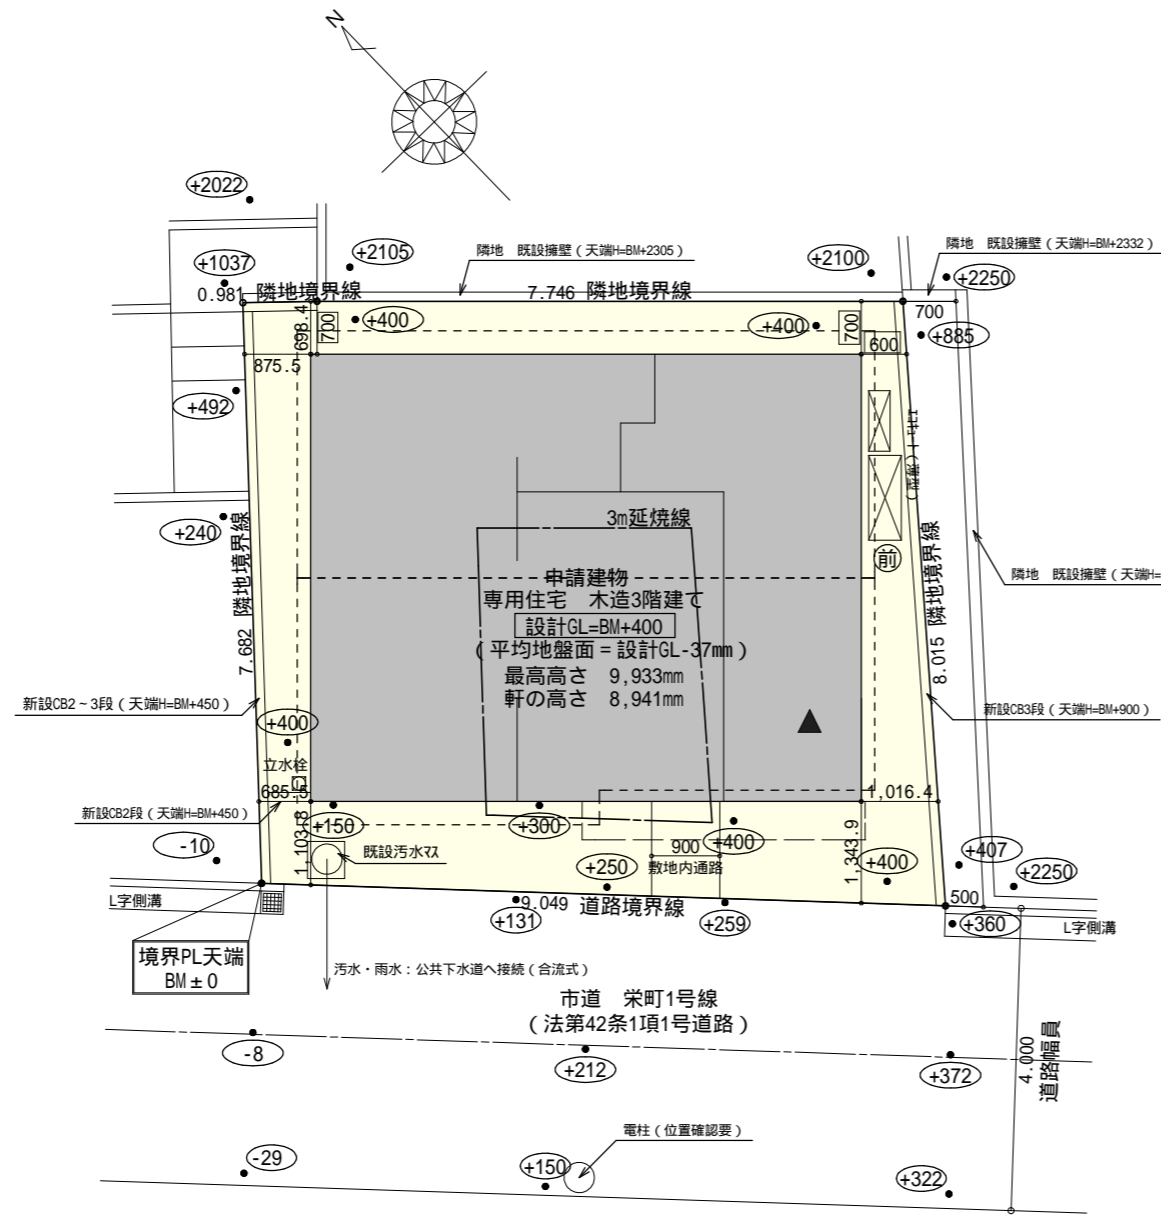 N
+2022
+1037
+2105
隣地　既設擁壁（天端H=BM+2305）
+2100
隣地　既設擁壁（天端H=BM+2332）
+2250
0.981 隣地境界線
7.746 隣地境界線
700
+885
698.4
700
+400
+400
700
600
875.5
+492
+240
7.682 隣地境界線
8.015 隣地境界線
3m延焼線
前
申請建物
専用住宅　木造3階建て
設計GL=BM+400
(平均地盤面=設計GL-37mm)
最高高さ　9,933mm
軒の高さ　8,941mm
隣地　既設擁壁（天端H=
新設CB2~3段（天端H=BM+450）
新設CB3段（天端H=BM+900）
+400
立水栓
685.5
1,016.4
新設CB2段（天端H=BM+450）
-10
1,103.8
+150
+300
+400
1,343.9
既設汚水マス
900
敷地内通路
+250
+400
+407
+2250
L字側溝
+131
9.049 道路境界線
+259
500
+360
L字側溝
境界PL天端
BM±0
汚水・雨水：公共下水道へ接続（合流式）
市道　栄町1号線
（法第42条1項1号道路）
-8
+212
+372
4.000
道路幅員
電柱（位置確認要）
-29
+150
+322